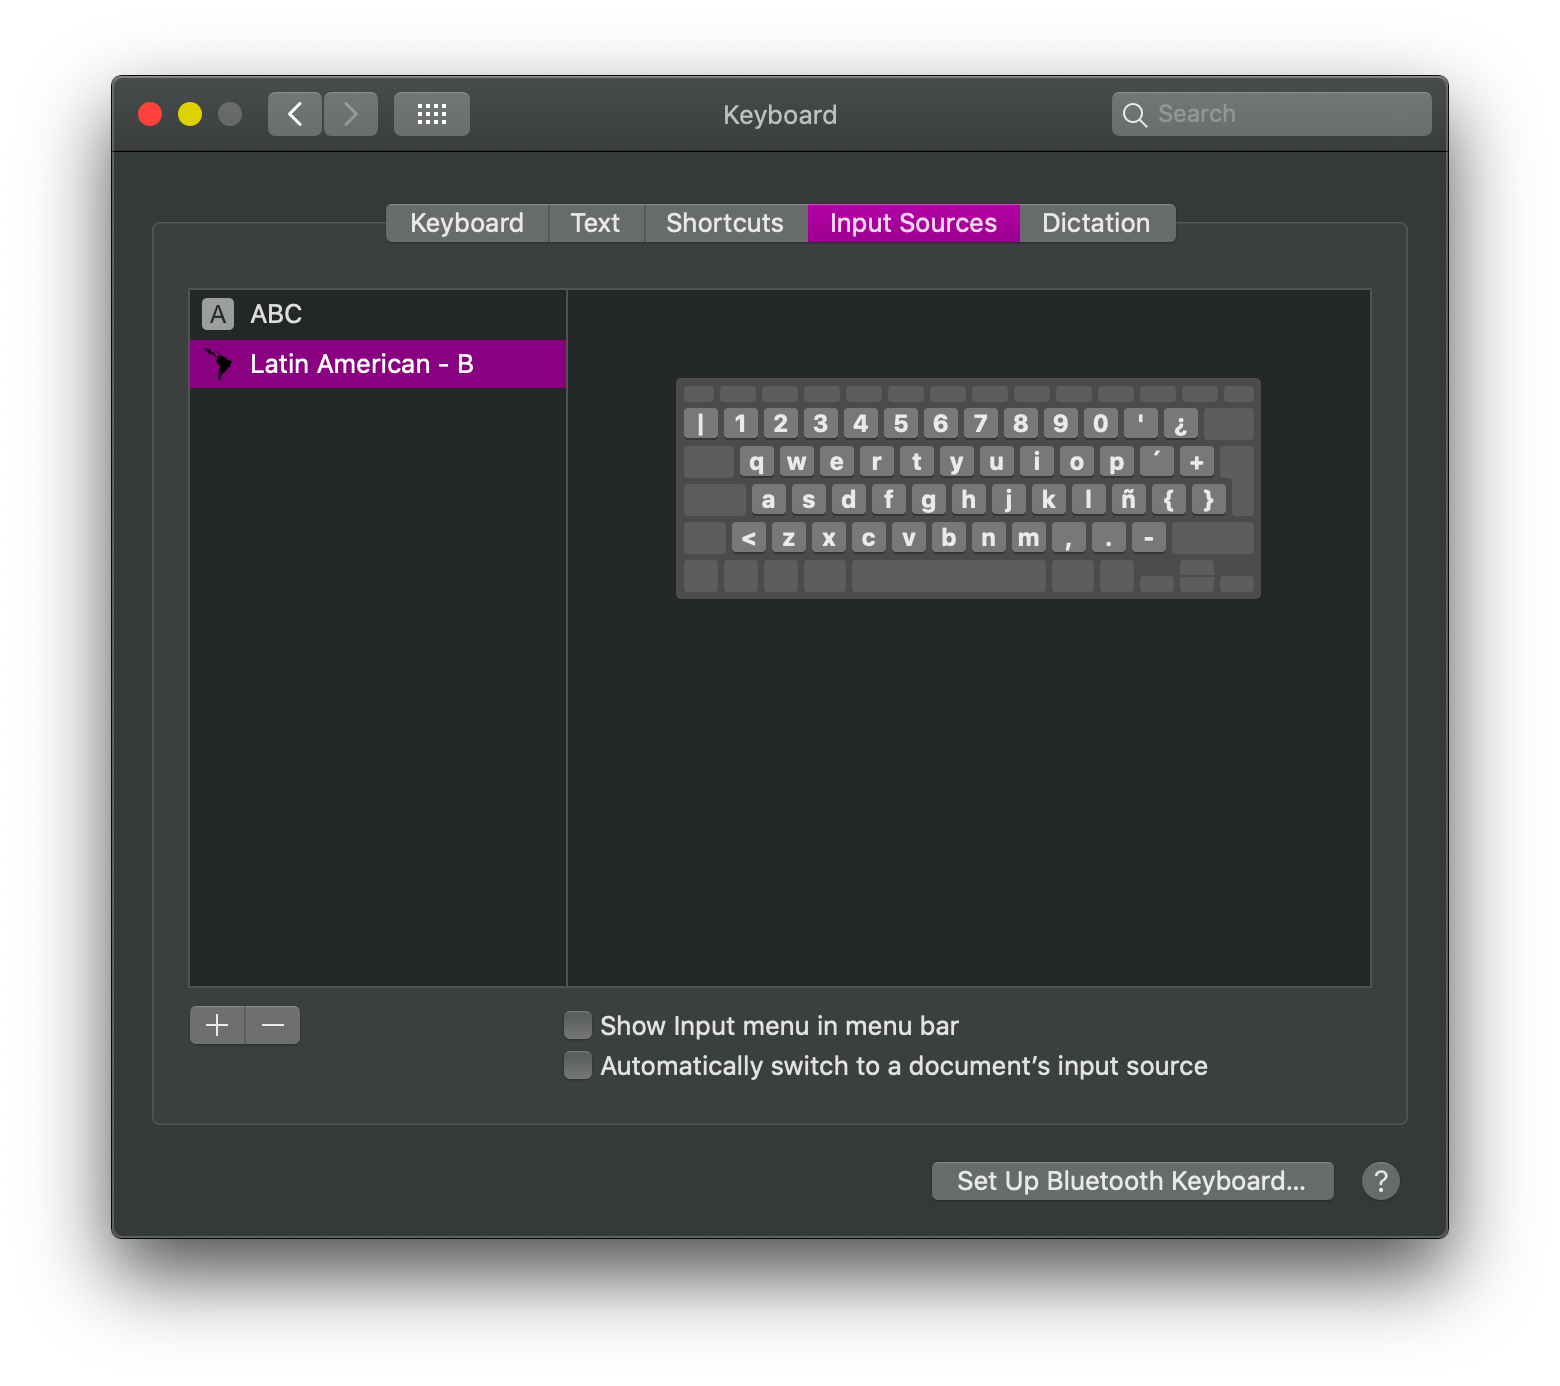 Keyboard
Search
Keyboard Text Shortcuts Input Sources Dictation
A ABC
Latin American - B
| 1 2 3 4 5 6 7 8 9 0 ' ¿
q w e r t y u i o p ´ +
a s d f g h j k l ñ { }
< z x c v b n m , . -
Show Input menu in menu bar
Automatically switch to a document’s input source
Set Up Bluetooth Keyboard... ?